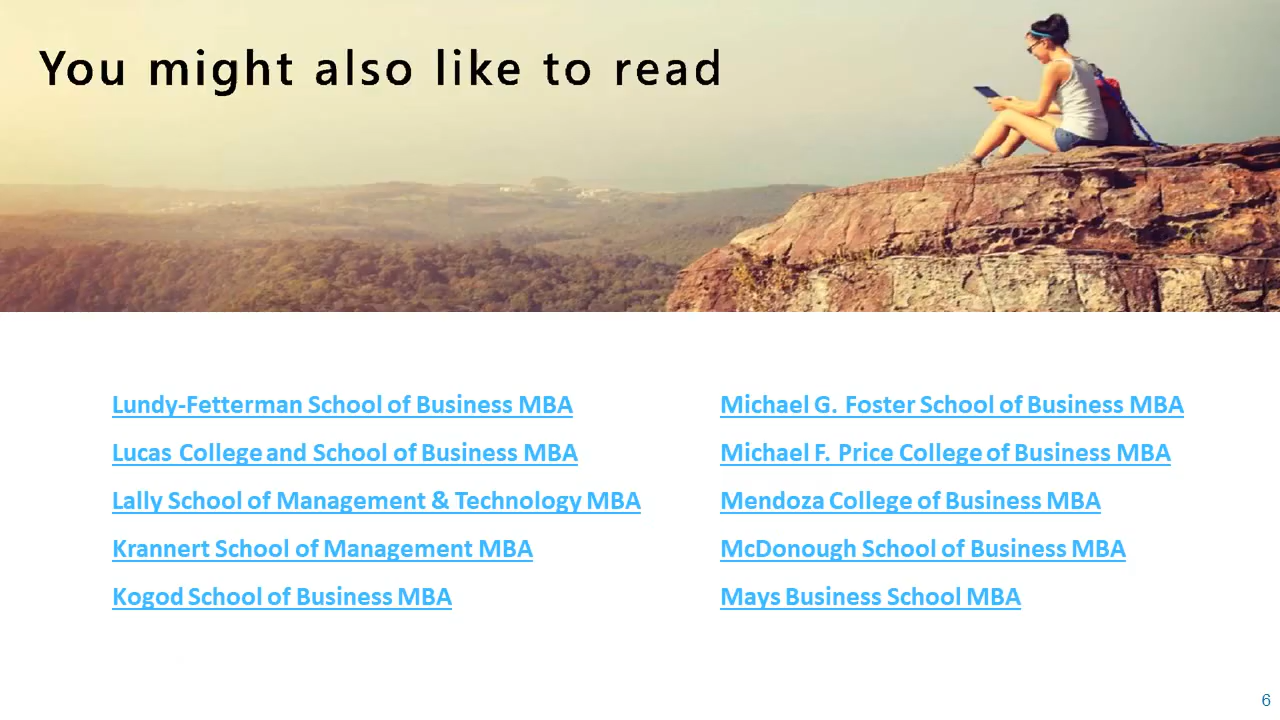 You might also like to read
Lundy-Fetterman School of Business MBA
Lucas College and School of Business MBA
Lally School of Management & Technology MBA
Krannert School of Management MBA
Kogod School of Business MBA
Michael G. Foster School of Business MBA
Michael F. Price College of Business MBA
Mendoza College of Business MBA
McDonough School of Business MBA
Mays Business School MBA
6